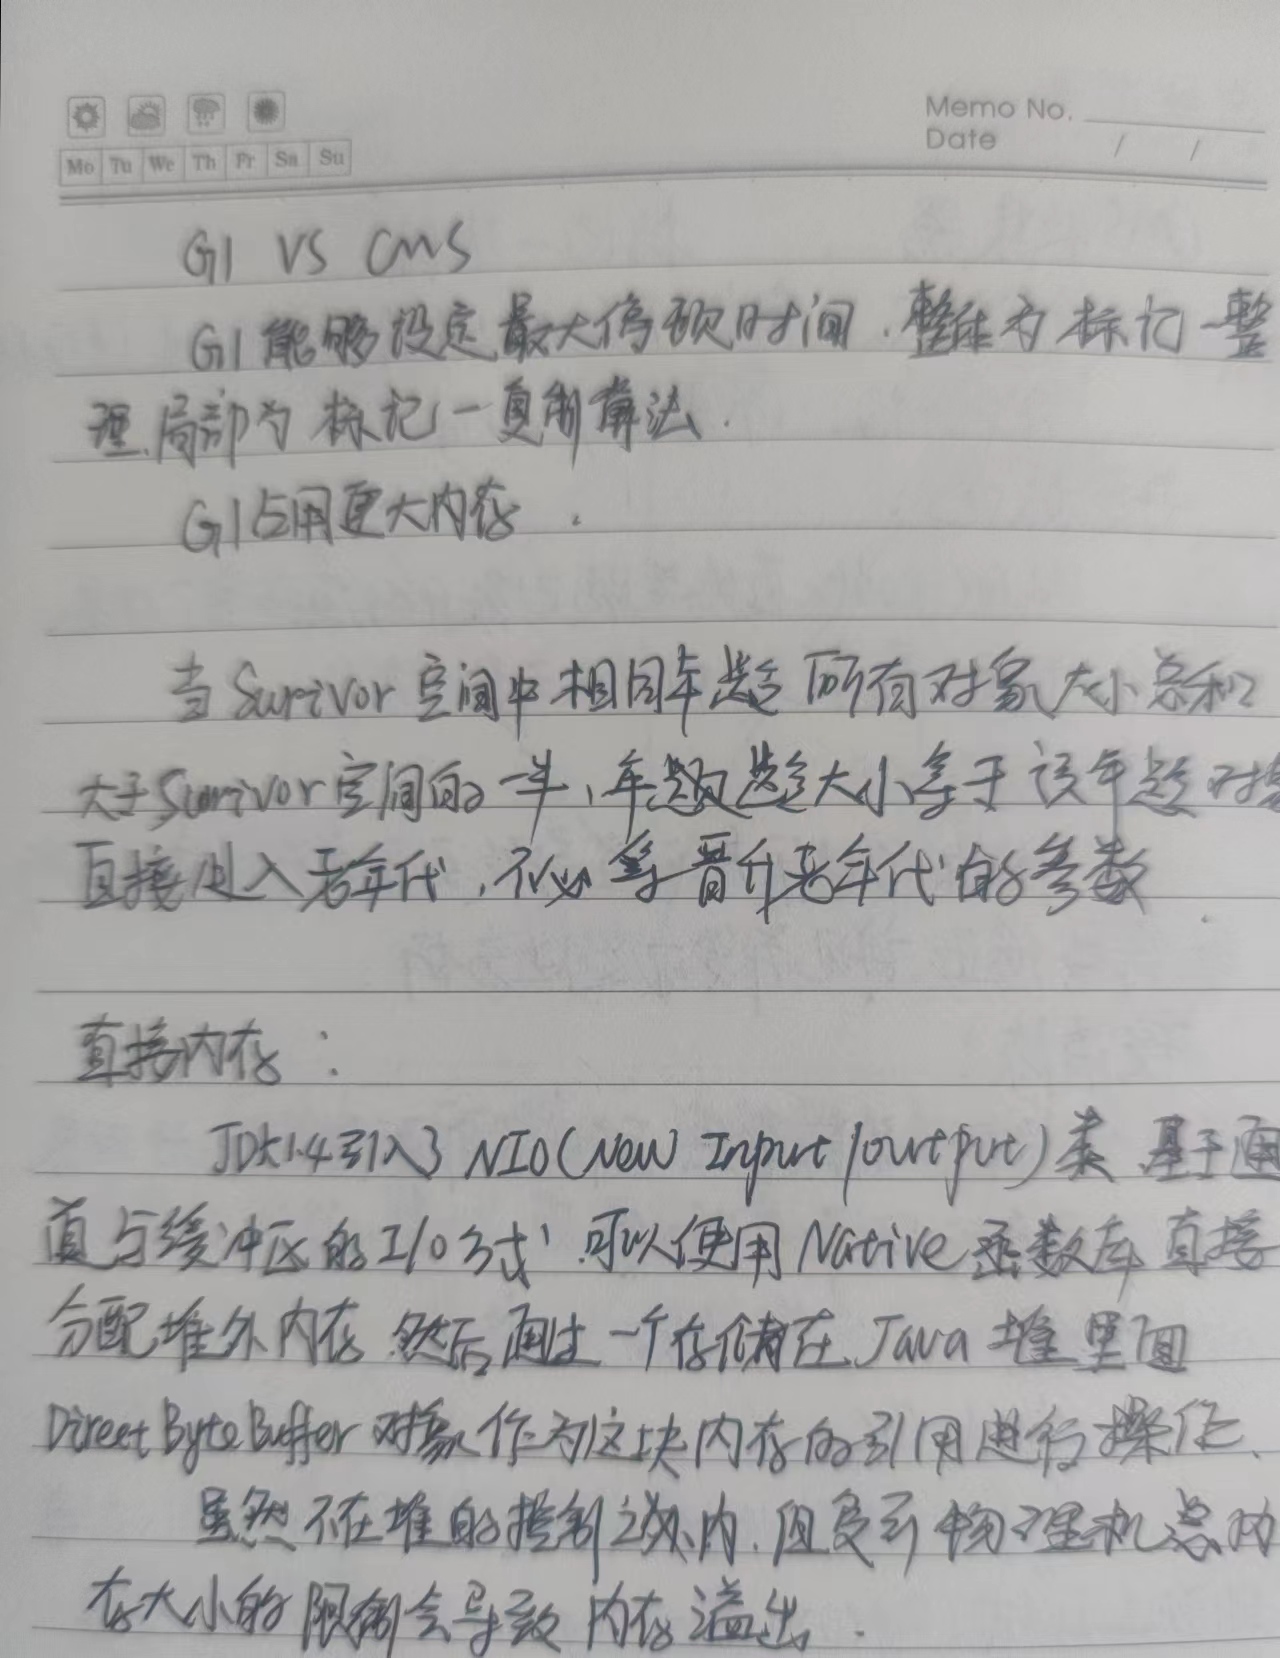 Memo No.
Date / /
Mo Tu We Th Fr Sa Su
G1 VS CMS
G1能够设定最大停顿时间.整体为标记一整
理.局部为标记一复制算法.
G1占用更大内存.
当Survivor空间中相同年龄所有对象大小总和
大于Survivor空间的一半,年龄大小等于该年龄对象
直接进入老年代,不必等晋升老年代的参数
直接内存:
JDK1.4引入了NIO(New Input/output)类.基于通
道与缓冲区的I/O方式,可以使用Native函数库直接
分配堆外内存.然后通过一个存储在Java堆里面
DirectByteBuffer对象作为这块内存的引用进行操作.
虽然不在堆的控制之内.但受到物理机总内
存大小的限制会导致内存溢出.